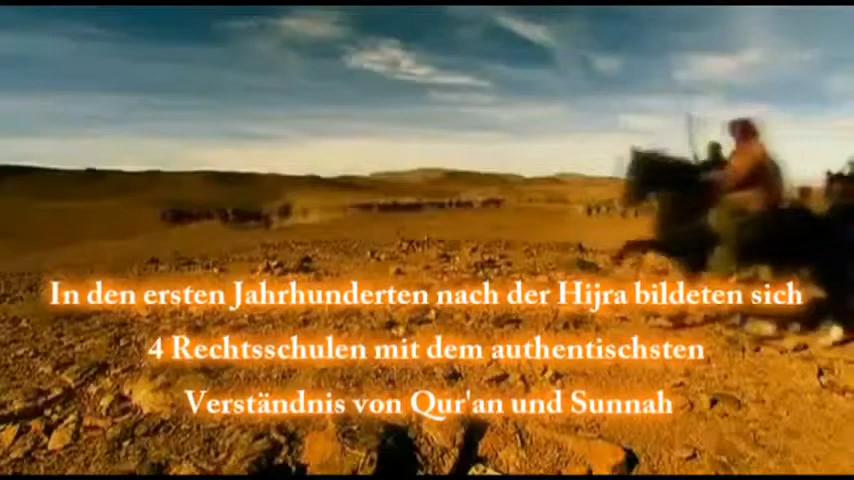 In den ersten Jahrhunderten nach der Hijra bildeten sich
4 Rechtsschulen mit dem authentischsten
Verständnis von Qur'an und Sunnah